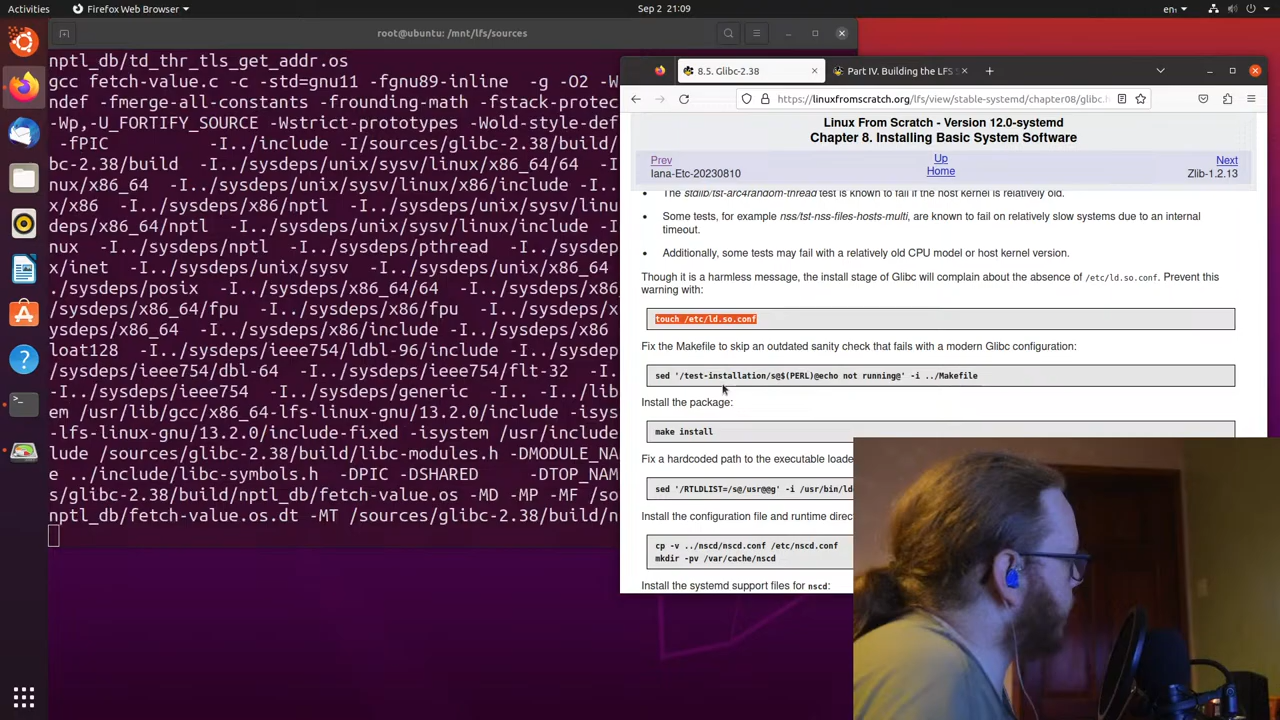 Activities
Firefox Web Browser
Sep 2 21:09
en
root@ubuntu: /mnt/lfs/sources
nptl_db/td_thr_tls_get_addr.os
gcc fetch-value.c -c -std=gnu11 -fgnu89-inline -g -O2 -W
ndef -fmerge-all-constants -frounding-math -fstack-protec
-Wp,-U_FORTIFY_SOURCE -Wstrict-prototypes -Wold-style-def
-fPIC -I../include -I/sources/glibc-2.38/build/
bc-2.38/build -I../sysdeps/unix/sysv/linux/x86_64/64 -
nux/x86_64 -I../sysdeps/unix/sysv/linux/x86/include -I
x86 -I../sysdeps/x86/nptl -I../sysdeps/unix/sysv/linu
deps/x86_64/nptl -I../sysdeps/unix/sysv/linux/include -
nux -I../sysdeps/nptl -I../sysdeps/pthread -I../sysd
x/inet -I../sysdeps/unix/sysv -I../sysdeps/unix/x86_64
./sysdeps/posix -I../sysdeps/x86_64/64 -I../sysdeps/x
/sysdeps/x86_64/fpu -I../sysdeps/x86/fpu -I../sysdeps
ysdeps/x86/include -I../sysdeps/x86
loat128 -I../sysdeps/ieee754/ldbl-96/include -I../sys
/ieee754/dbl-64 -I../sysdeps/ieee754/flt-32 -I../sys
/sysdeps/ieee754 -I../sysdeps/generic -I.. -I../lib
em /usr/lib/gcc/x86_64-lfs-linux-gnu/13.2.0/include -isys
-lfs-linux-gnu/13.2.0/include-fixed -isystem /usr/include
lude /sources/glibc-2.38/build/libc-modules.h -DMODULE_NA
e ../include/libc-symbols.h -DPIC -DSHARED -DTOP_NAM
s/glibc-2.38/build/nptl_db/fetch-value.os -MD -MP -MF /so
nptl_db/fetch-value.os.dt -MT /sources/glibc-2.38/build/n
8.5. Glibc-2.38
Part IV. Building the LFS
https://linuxfromscratch.org/lfs/view/stable-systemd/chapter08/glibc.h
Linux From Scratch - Version 12.0-systemd
Chapter 8. Installing Basic System Software
Prev
Up
Next
Iana-Etc-20230810
Home
Zlib-1.2.13
The stdlib/tst-arc4random-thread test is known to fail if the host kernel is relatively old.
Some tests, for example nss/tst-nss-files-hosts-multi, are known to fail on relatively slow systems due to an internal
timeout.
Additionally, some tests may fail with a relatively old CPU model or host kernel version.
Though it is a harmless message, the install stage of Glibc will complain about the absence of /etc/ld.so.conf. Prevent this
warning with:
touch /etc/ld.so.conf
Fix the Makefile to skip an outdated sanity check that fails with a modern Glibc configuration:
sed '/test-installation/s@$(PERL)@echo not running@' -i ../Makefile
Install the package:
make install
Fix a hardcoded path to the executable loade
sed '/RTLDLIST=/s@/usr@@g' -i /usr/bin/ld
Install the configuration file and runtime direc
cp -v ../nscd/nscd.conf /etc/nscd.conf
mkdir -pv /var/cache/nscd
Install the systemd support files for nscd: